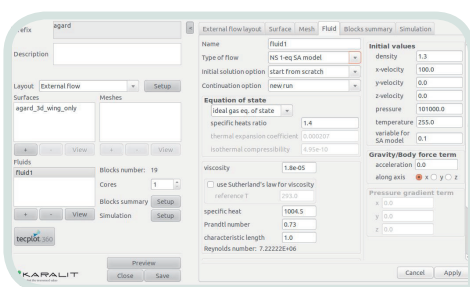 agard
Description
Layout External flow Setup
Surfaces Meshes
agard_3d_wing_only
+ - View + - View
Fluids
fluid1
Blocks number: 19
Cores 1
Blocks summary Setup
+ - View Simulation Setup
tecplot 360
Preview
KARALIT
Close Save
External flow layout Surface Mesh Fluid Blocks summary Simulation
Name fluid1
Type of flow NS 1-eq SA model
Initial solution option start from scratch
Continuation option new run
Equation of state
ideal gas eq. of state
specific heats ratio 1.4
thermal expansion coefficient 0.000207
isothermal compressibility 4.95e-10
viscosity 1.8e-05
use Sutherland's law for viscosity
reference T 293.0
specific heat 1004.5
Prandtl number 0.73
characteristic length 1.0
Reynolds number: 7.22222E+06
Initial values
density 1.3
x-velocity 100.0
y-velocity 0.0
z-velocity 0.0
pressure 101000.0
temperature 255.0
variable for SA model 0.1
Gravity/Body force term
acceleration 0.0
along axis x y z
Pressure gradient term
x 0.0
y 0.0
z 0.0
Cancel Apply